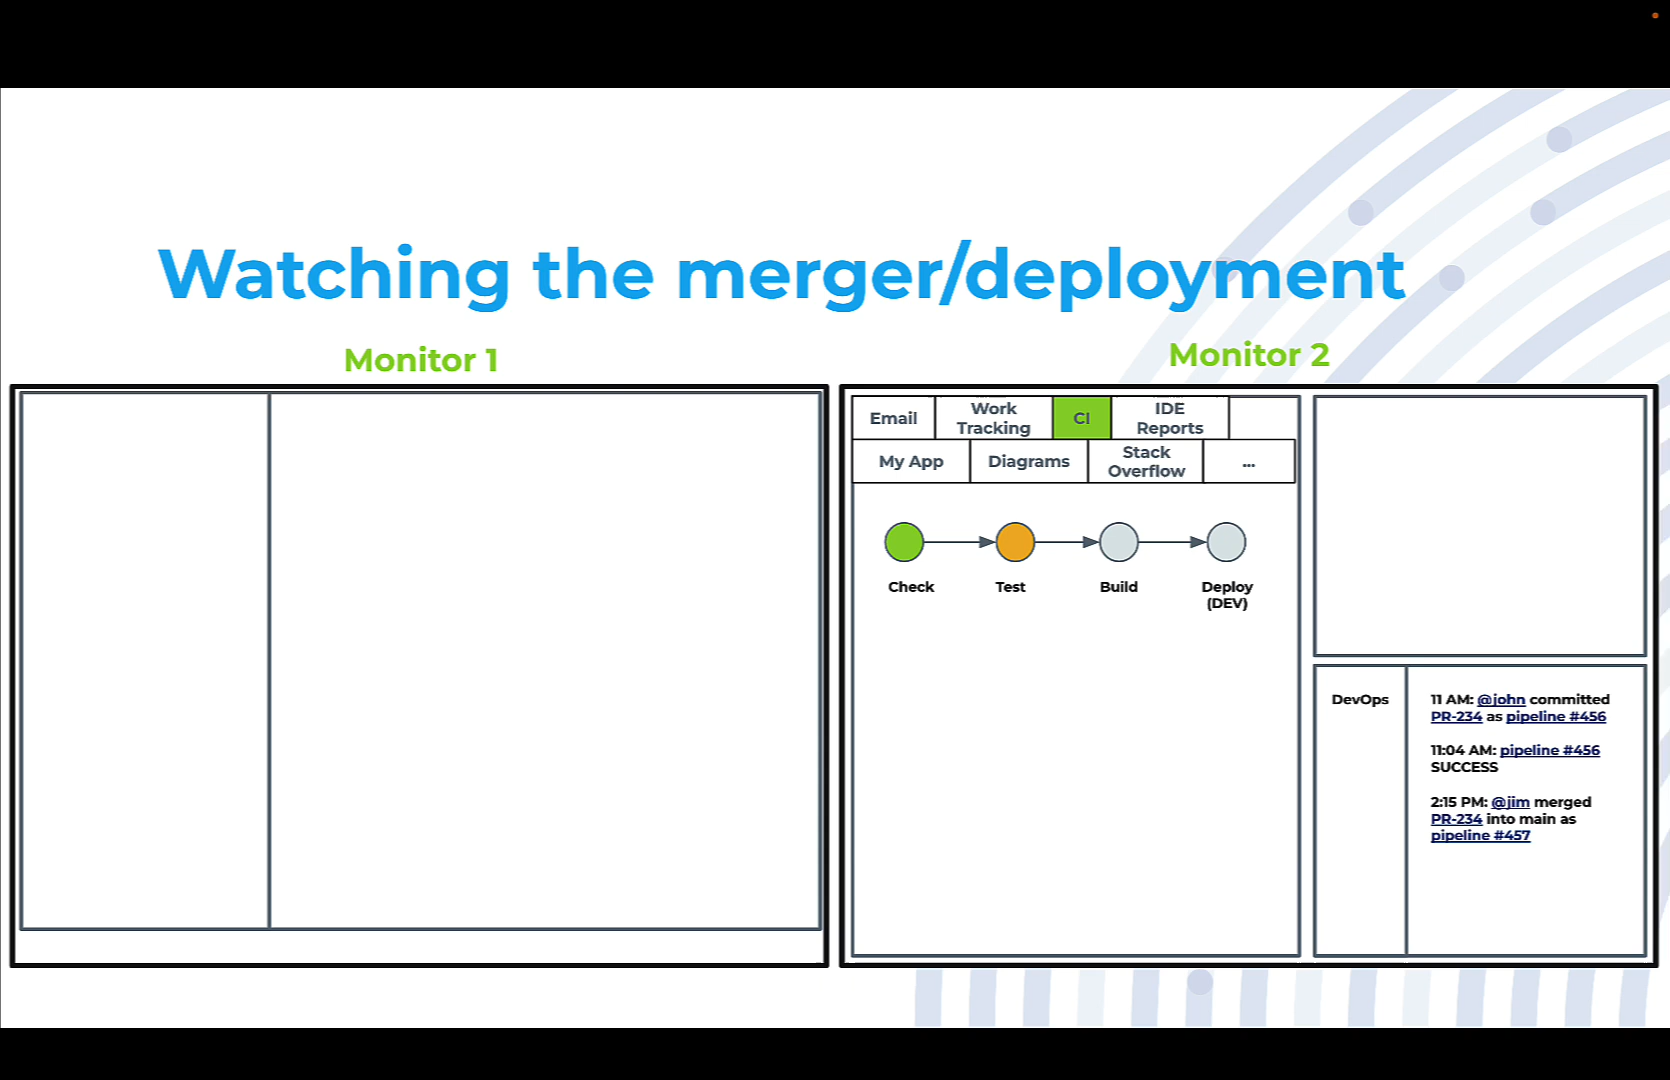 Watching the merger/deployment
Monitor 1
Monitor 2
Email
Work
Tracking
CI
IDE
Reports
My App
Diagrams
Stack
Overflow
...
Check
Test
Build
Deploy
(DEV)
DevOps
11 AM: @john committed
PR-234 as pipeline #456
11:04 AM: pipeline #456
SUCCESS
2:15 PM: @jim merged
PR-234 into main as
pipeline #457